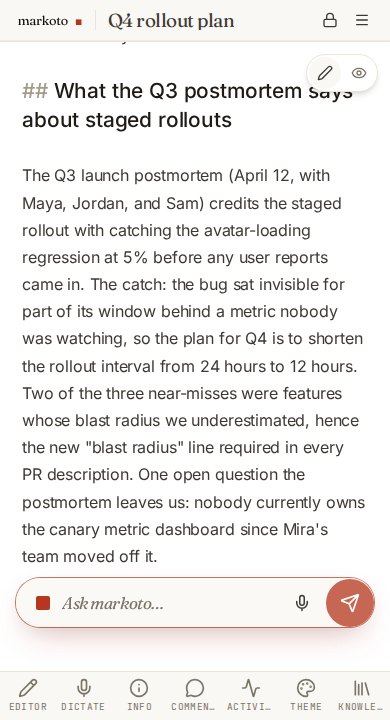 markoto
Q4 rollout plan
## What the Q3 postmortem says
about staged rollouts
The Q3 launch postmortem (April 12, with
Maya, Jordan, and Sam) credits the staged
rollout with catching the avatar-loading
regression at 5% before any user reports
came in. The catch: the bug sat invisible for
part of its window behind a metric nobody
was watching, so the plan for Q4 is to shorten
the rollout interval from 24 hours to 12 hours.
Two of the three near-misses were features
whose blast radius we underestimated, hence
the new "blast radius" line required in every
PR description. One open question the
postmortem leaves us: nobody currently owns
the canary metric dashboard since Mira's
team moved off it.
Ask markoto...
EDITOR DICTATE INFO COMMEN… ACTIVI… THEME KNOWLE…